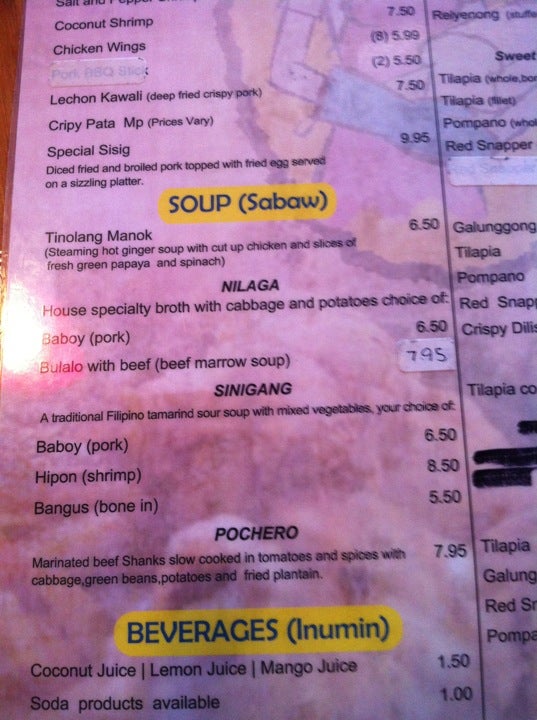 Salt and Pepper
Coconut Shrimp 7.50
Chicken Wings (8) 5.99
Pork BBQ Stick (2) 5.50
Lechon Kawali (deep fried crispy pork) 7.50
Cripy Pata Mp (Prices Vary)
Special Sisig 9.95
Diced fried and broiled pork topped with fried egg served
on a sizzling platter.
SOUP (Sabaw)
Tinolang Manok 6.50
(Steaming hot ginger soup with cut up chicken and slices of
fresh green papaya and spinach)
NILAGA
House specialty broth with cabbage and potatoes choice of:
Baboy (pork) 6.50
Bulalo with beef (beef marrow soup) 7.95
SINIGANG
A traditional Filipino tamarind sour soup with mixed vegetables, your choice of:
Baboy (pork) 6.50
Hipon (shrimp) 8.50
Bangus (bone in) 5.50
POCHERO
Marinated beef Shanks slow cooked in tomatoes and spices with 7.95
cabbage,green beans,potatoes and fried plantain.
BEVERAGES (Inumin)
Coconut Juice | Lemon Juice | Mango Juice 1.50
Soda products available 1.00
Relyenong (stuffe
Sweet
Tilapia (whole,bon
Tilapia (fillet)
Pompano (whol
Red Snapper
Galunggong
Tilapia
Pompano
Red Snapp
Crispy Dilis
Tilapia co
Tilapia
Galung
Red Sn
Pompa